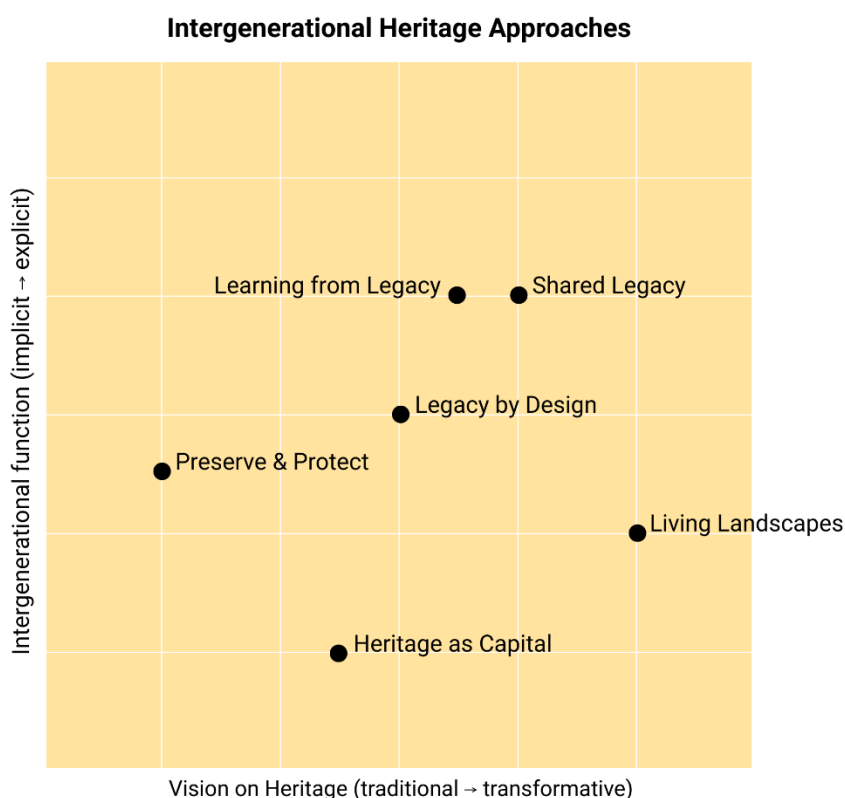 Intergenerational Heritage Approaches
Intergenerational function (implicit → explicit)
Learning from Legacy
Shared Legacy
Legacy by Design
Preserve & Protect
Living Landscapes
Heritage as Capital
Vision on Heritage (traditional → transformative)